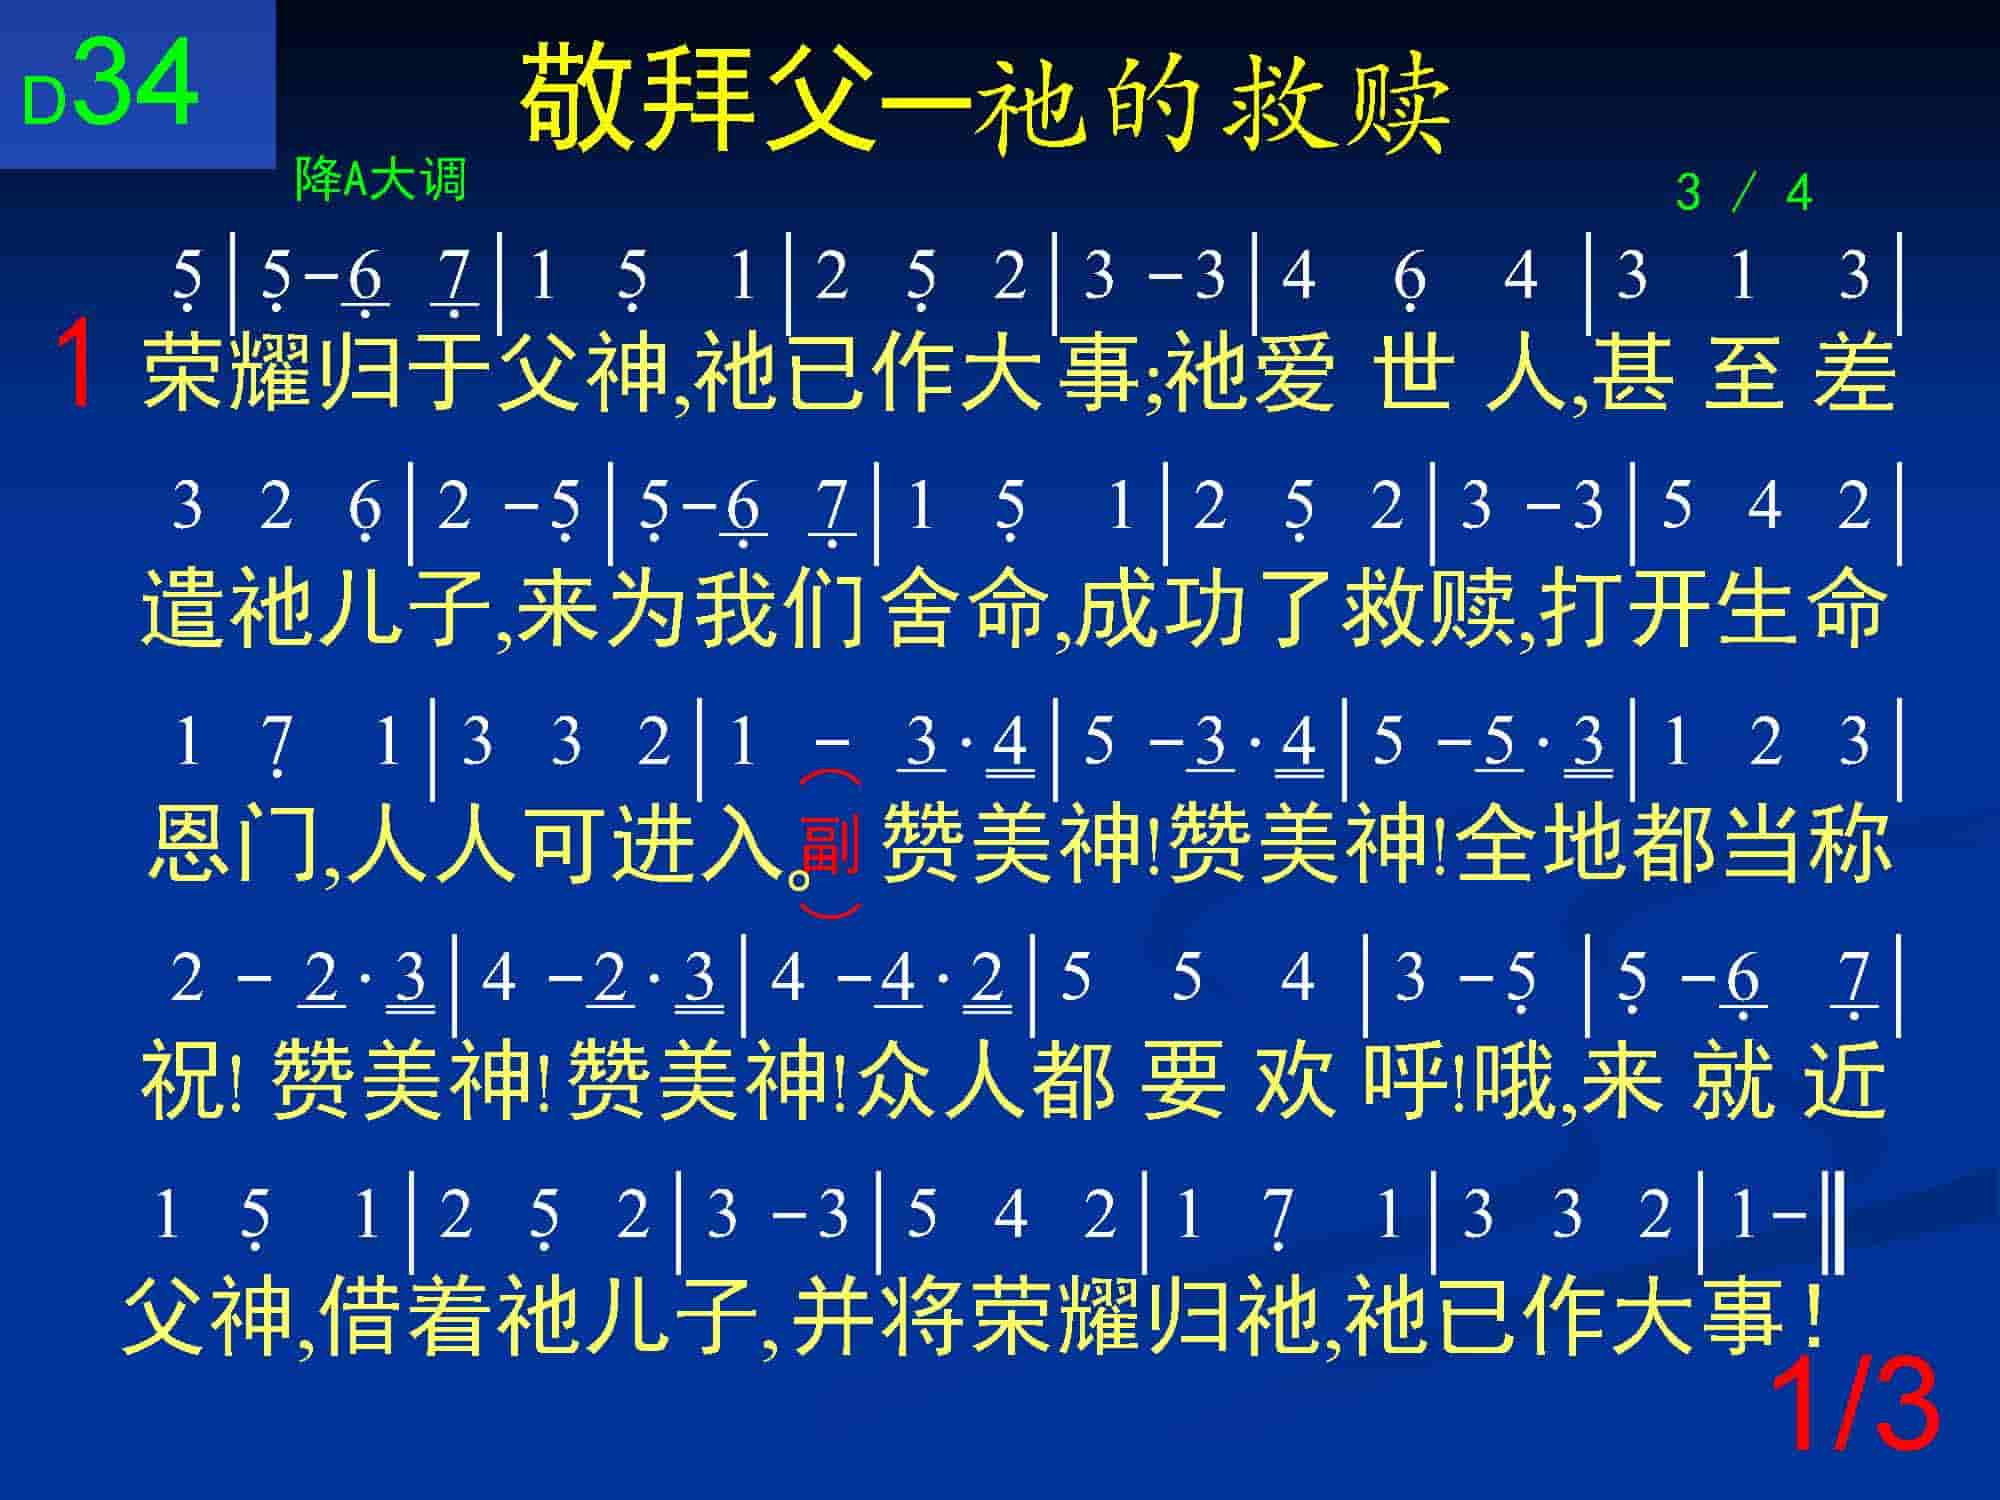 D34
敬拜父—祂的救赎
降A大调
3 / 4
5̣ | 5̣ - 6̣ 7̣ | 1 5̣ 1 | 2 5̣ 2 | 3 - 3 | 4 6̣ 4 | 3 1 3 |
1 荣耀归于父神,祂已作大事;祂爱世人,甚至差
3 2 6̣ | 2 - 5̣ | 5̣ - 6̣ 7̣ | 1 5̣ 1 | 2 5̣ 2 | 3 - 3 | 5 4 2 |
遣祂儿子,来为我们舍命,成功了救赎,打开生命
1 7̣ 1 | 3 3 2 | 1 - 3 · 4 | 5 - 3 · 4 | 5 - 5 · 3 | 1 2 3 |
恩门,人人可进入。(副) 赞美神!赞美神!全地都当称
2 - 2 · 3 | 4 - 2 · 3 | 4 - 4 · 2 | 5 5 4 | 3 - 5̣ | 5̣ - 6̣ 7̣ |
祝!赞美神!赞美神!众人都要欢呼!哦,来就近
1 5̣ 1 | 2 5̣ 2 | 3 - 3 | 5 4 2 | 1 7̣ 1 | 3 3 2 | 1 - ‖
父神,借着祂儿子,并将荣耀归祂,祂已作大事!
1/3